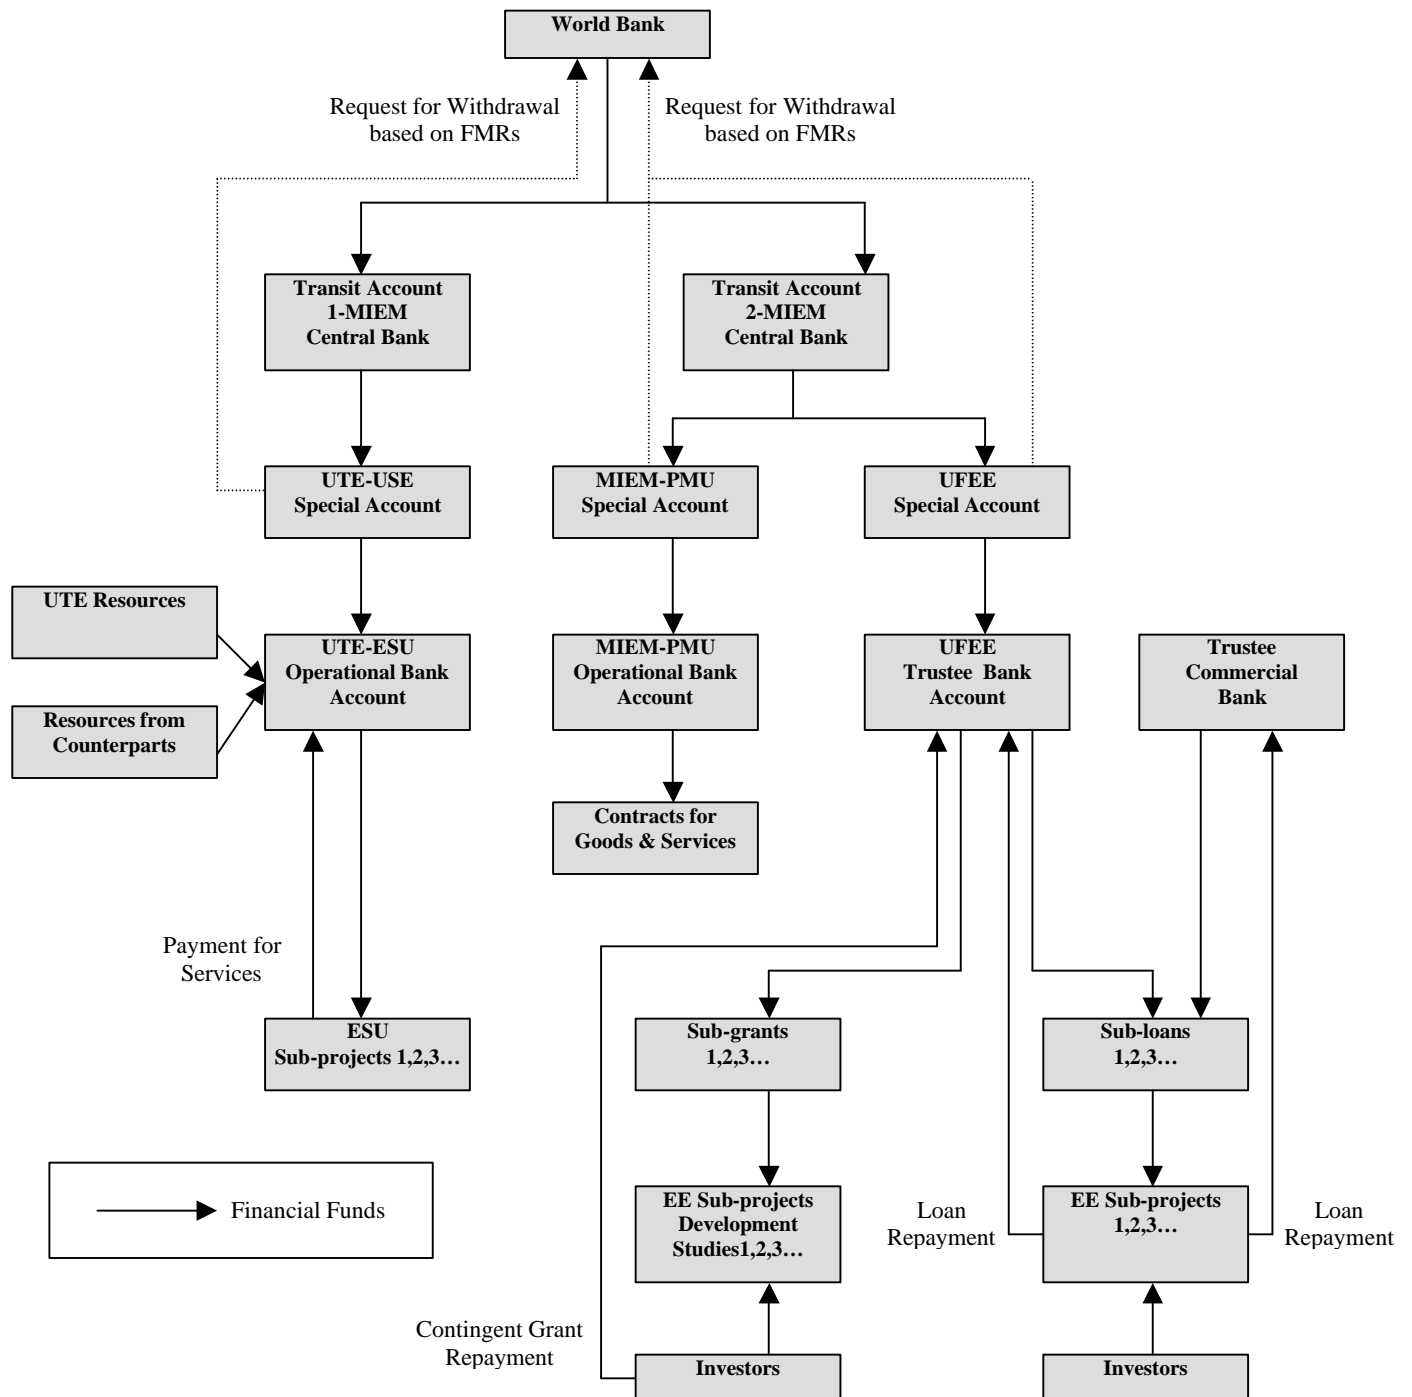 World Bank
Request for Withdrawal
based on FMRs
Request for Withdrawal
based on FMRs
Transit Account
1-MIEM
Central Bank
Transit Account
2-MIEM
Central Bank
UTE-USE
Special Account
MIEM-PMU
Special Account
UFEE
Special Account
UTE Resources
UTE-ESU
Operational Bank
Account
MIEM-PMU
Operational Bank
Account
UFEE
Trustee Bank
Account
Trustee
Commercial
Bank
Resources from
Counterparts
Contracts for
Goods & Services
Payment for
Services
ESU
Sub-projects 1,2,3…
Sub-grants
1,2,3…
Sub-loans
1,2,3…
Financial Funds
EE Sub-projects
Development
Studies1,2,3…
Loan
Repayment
EE Sub-projects
1,2,3…
Loan
Repayment
Contingent Grant
Repayment
Investors
Investors